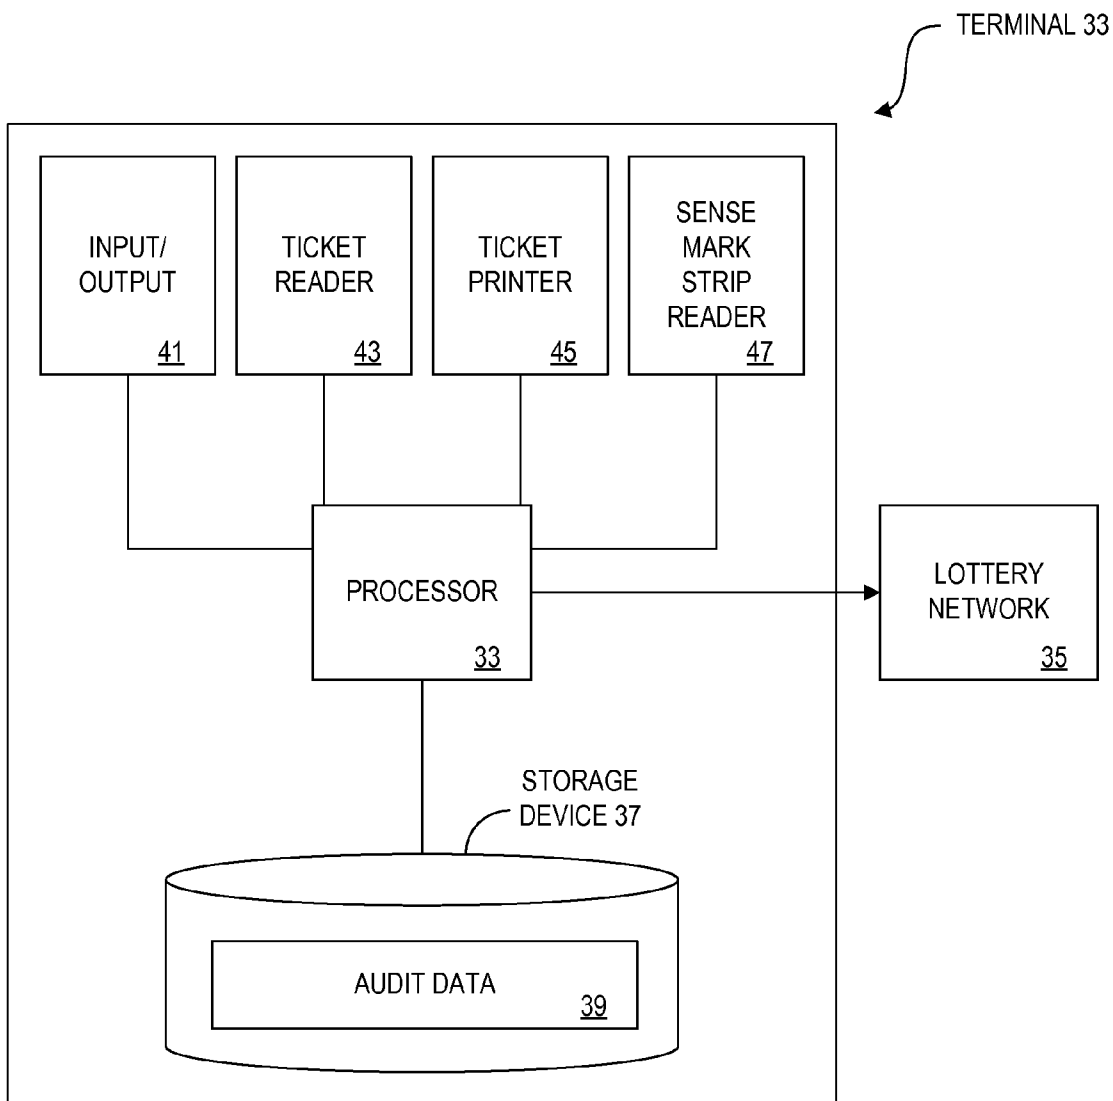 TERMINAL 33
INPUT/
OUTPUT
41
TICKET
READER
43
TICKET
PRINTER
45
SENSE
MARK
STRIP
READER
47
PROCESSOR
33
LOTTERY
NETWORK
35
STORAGE
DEVICE 37
AUDIT DATA
39